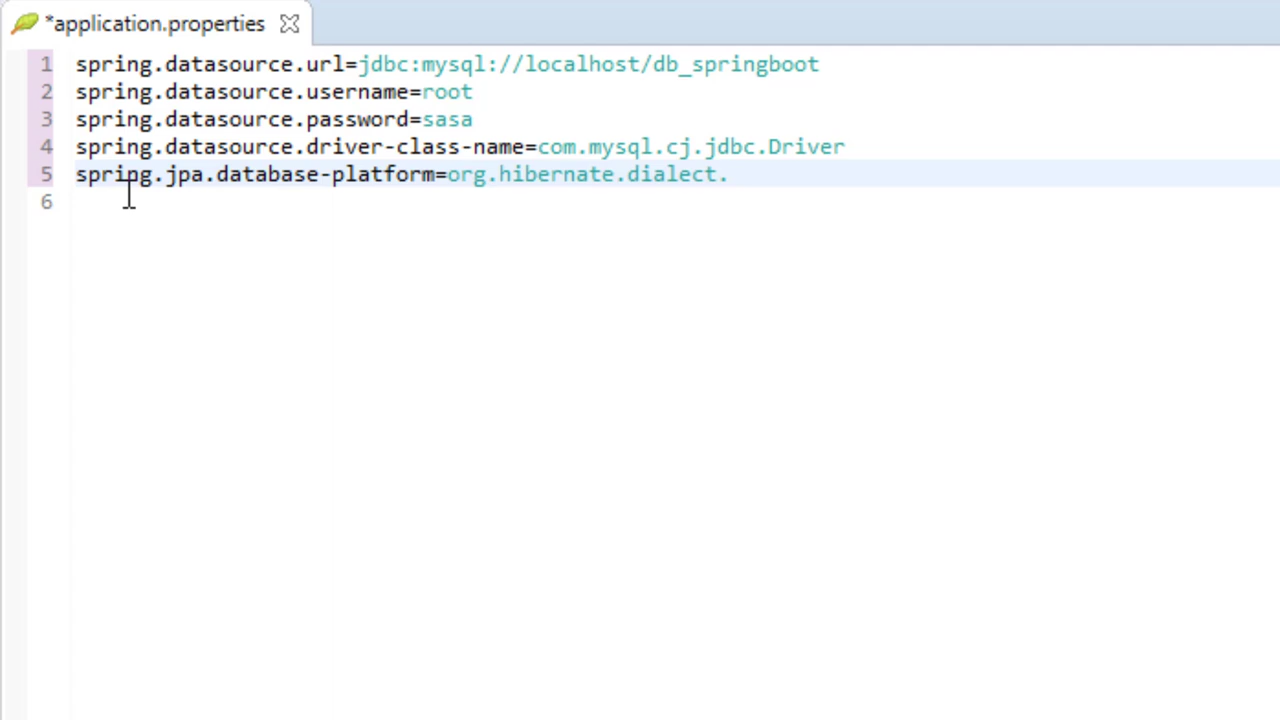 *application.properties
1 spring.datasource.url=jdbc:mysql://localhost/db_springboot
2 spring.datasource.username=root
3 spring.datasource.password=sasa
4 spring.datasource.driver-class-name=com.mysql.cj.jdbc.Driver
5 spring.jpa.database-platform=org.hibernate.dialect.
6